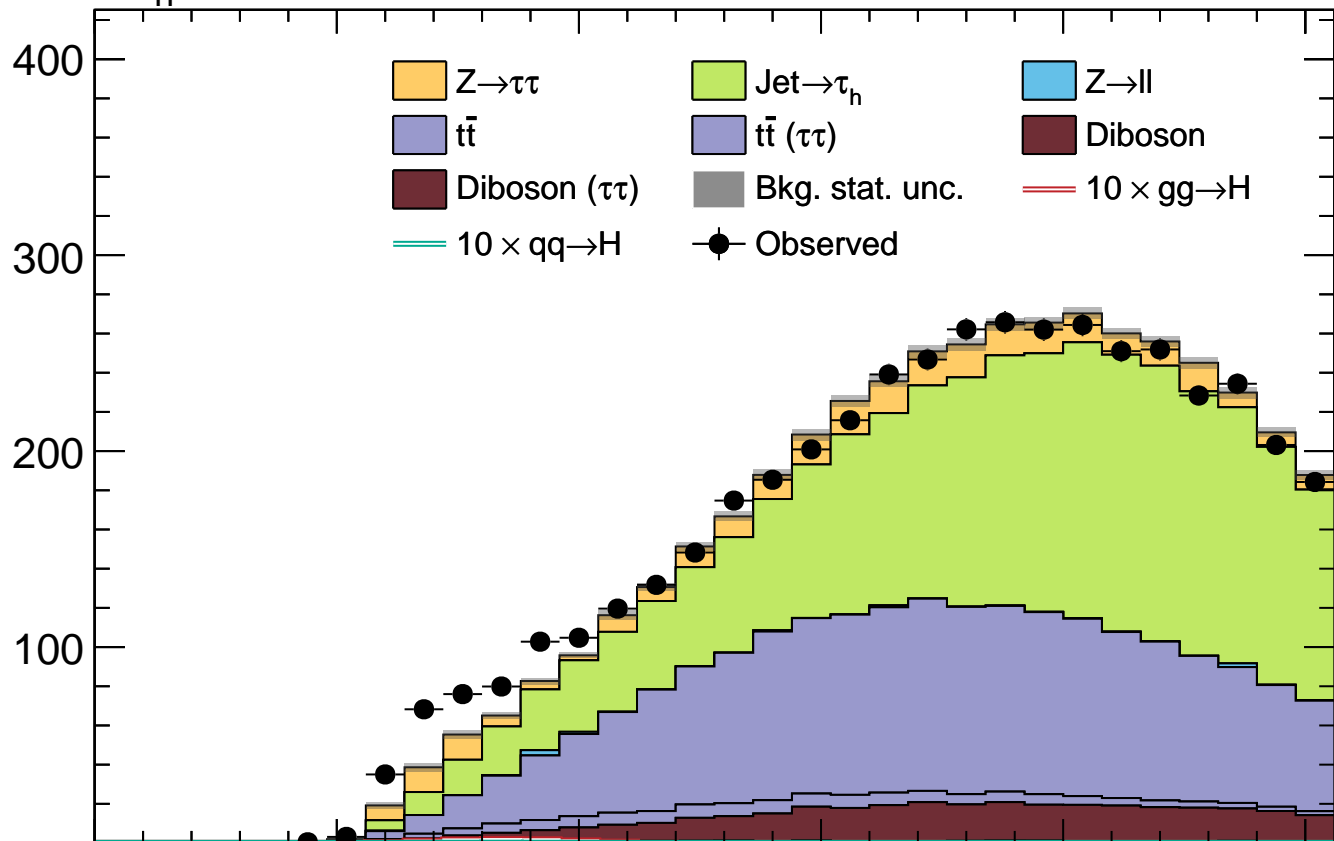 400
Z→ττ Jet→τh Z→ll
tt̄ tt̄ (ττ) Diboson
Diboson (ττ) Bkg. stat. unc. 10 × gg→H
10 × qq→H Observed
300
200
100